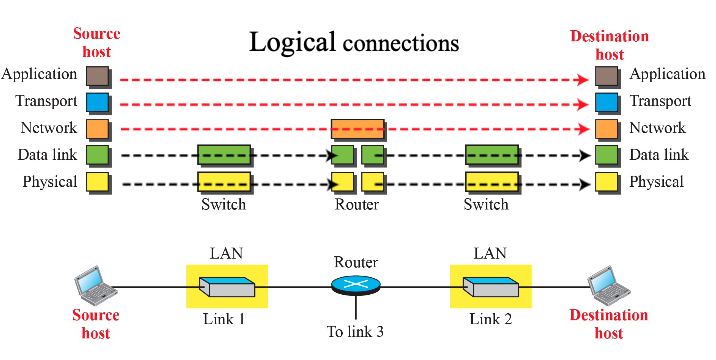 Logical connections
Source
host
Destination
host
Application
Application
Transport
Transport
Network
Network
Data link
Data link
Physical
Physical
Switch
Router
Switch
LAN
Router
LAN
Source
host
Link 1
To link 3
Link 2
Destination
host